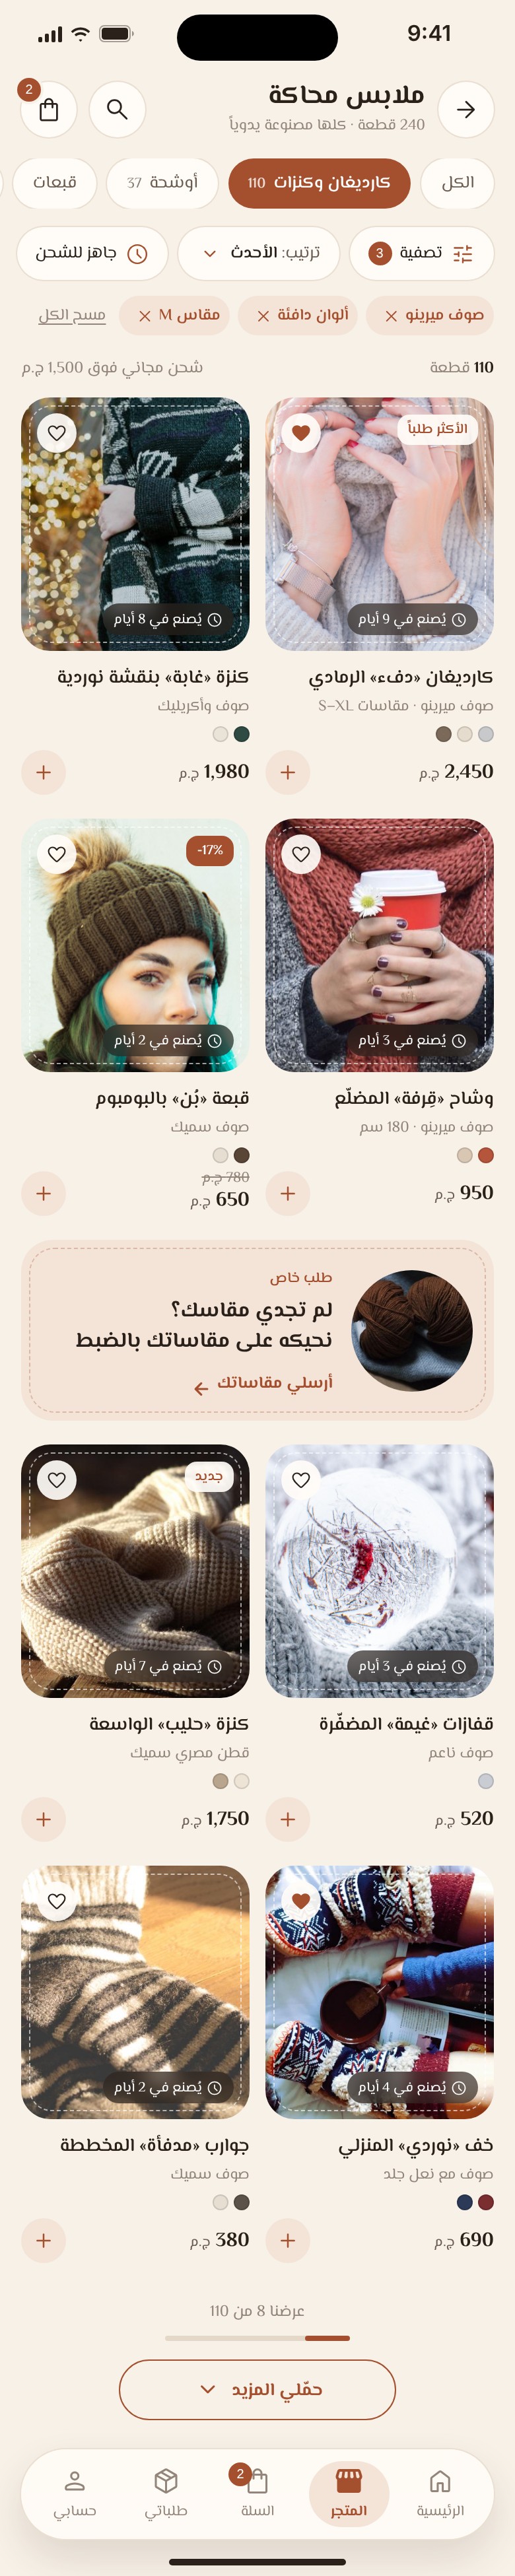 9:41
ملابس محاكة
240 قطعة · كلها مصنوعة يدوياً
2
الكل
كارديغان وكنزات 110
أوشحة 37
قبعات
تصفية 3
ترتيب: الأحدث
جاهز للشحن
صوف ميرينو
ألوان دافئة
مقاس M
مسح الكل
110 قطعة
شحن مجاني فوق 1,500 ج.م
الأكثر طلباً
يُصنع في 9 أيام
كارديغان «دفء» الرمادي
صوف ميرينو · مقاسات S–XL
2,450 ج.م
يُصنع في 8 أيام
كنزة «غابة» بنقشة نوردية
صوف وأكريليك
1,980 ج.م
يُصنع في 3 أيام
وشاح «قِرفة» المضلّع
صوف ميرينو · 180 سم
950 ج.م
-17%
يُصنع في 2 أيام
قبعة «بُن» بالبومبوم
صوف سميك
780 ج.م
650 ج.م
طلب خاص
لم تجدي مقاسك؟
نحيكه على مقاساتك بالضبط
أرسلي مقاساتك
يُصنع في 3 أيام
قفازات «غيمة» المضفّرة
صوف ناعم
520 ج.م
جديد
يُصنع في 7 أيام
كنزة «حليب» الواسعة
قطن مصري سميك
1,750 ج.م
يُصنع في 4 أيام
خف «نوردي» المنزلي
صوف مع نعل جلد
690 ج.م
يُصنع في 2 أيام
جوارب «مدفأة» المخططة
صوف سميك
380 ج.م
عرضنا 8 من 110
حمّلي المزيد
الرئيسية
المتجر
السلة 2
طلباتي
حسابي